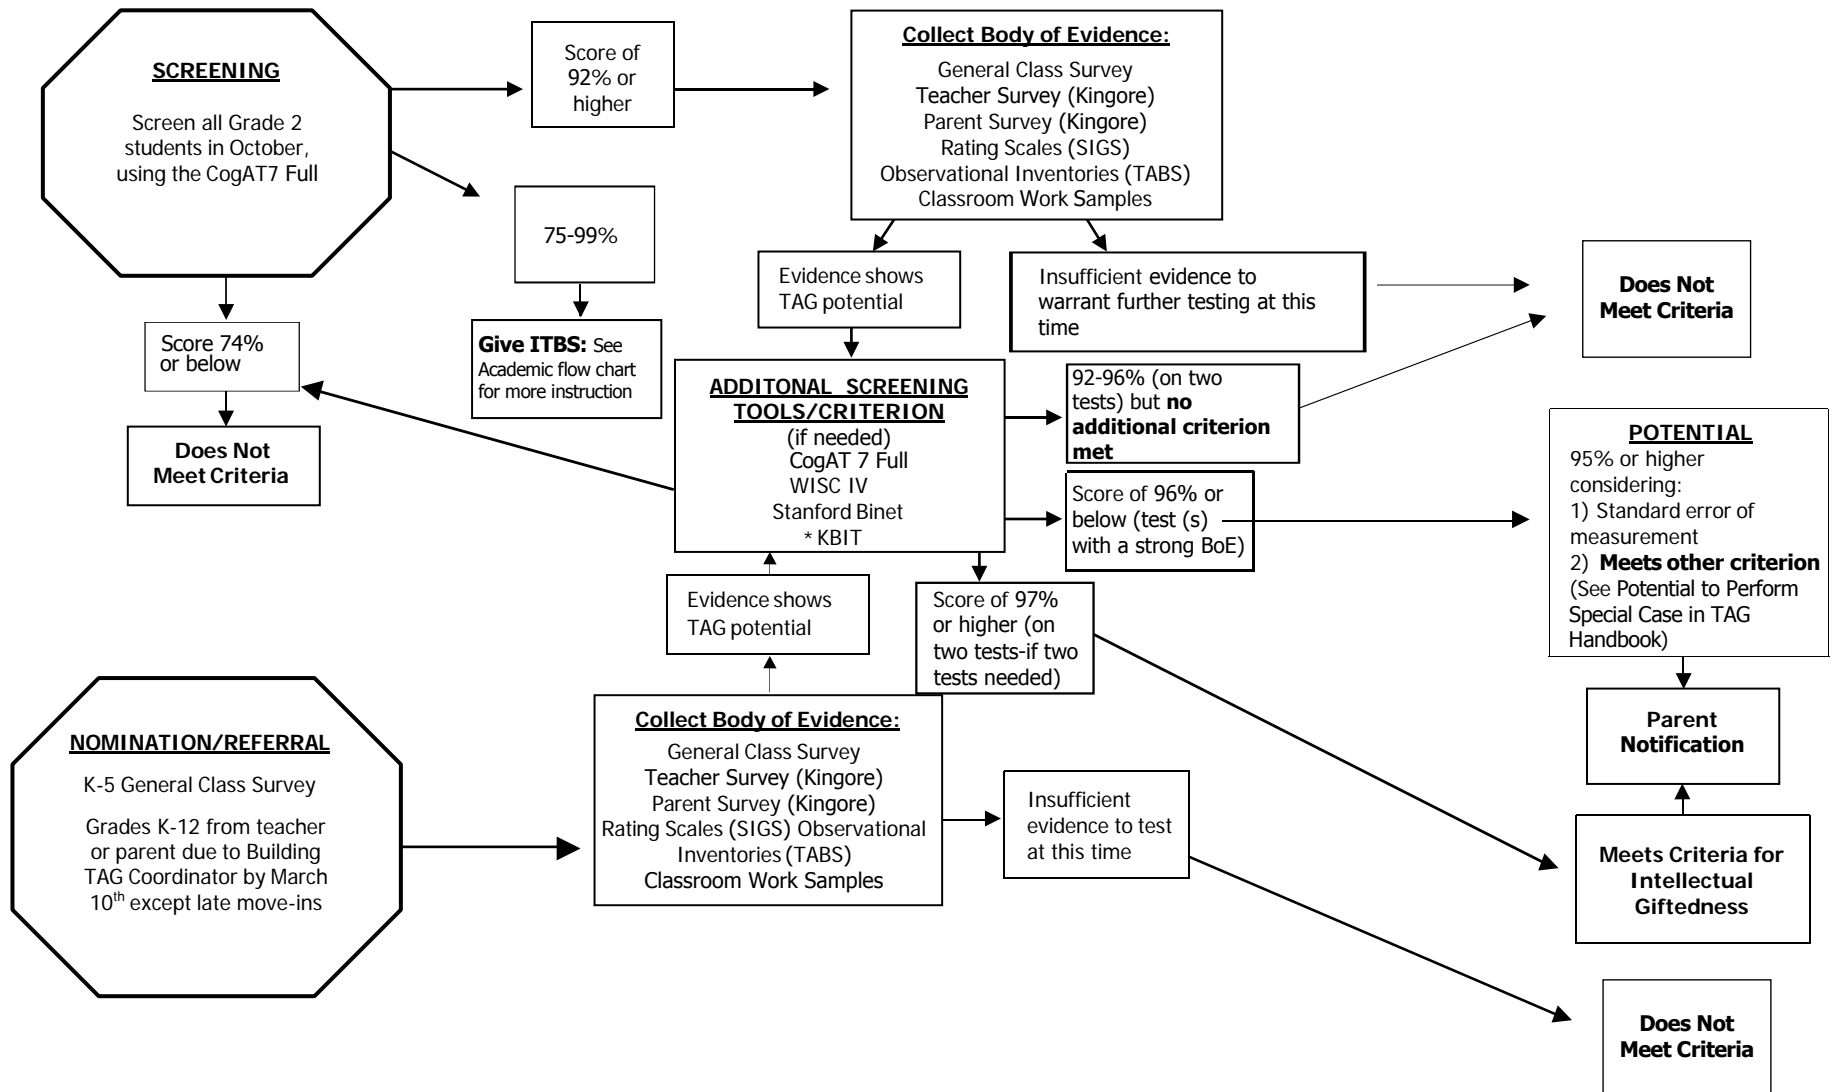 SCREENING
Screen all Grade 2
students in October,
using the CogAT7 Full
Score of
92% or
higher
Collect Body of Evidence:
General Class Survey
Teacher Survey (Kingore)
Parent Survey (Kingore)
Rating Scales (SIGS)
Observational Inventories (TABS)
Classroom Work Samples
75-99%
Give ITBS: See
Academic flow chart
for more instruction
Score 74%
or below
Does Not
Meet Criteria
Evidence shows
TAG potential
Insufficient evidence to
warrant further testing at this
time
Does Not
Meet Criteria
ADDITONAL SCREENING
TOOLS/CRITERION
(if needed)
CogAT 7 Full
WISC IV
Stanford Binet
* KBIT
92-96% (on two
tests) but no
additional criterion
met
Score of 96% or
below (test (s)
with a strong BoE)
POTENTIAL
95% or higher
considering:
1) Standard error of
measurement
2) Meets other criterion
(See Potential to Perform
Special Case in TAG
Handbook)
Evidence shows
TAG potential
Score of 97%
or higher (on
two tests-if two
tests needed)
Parent
Notification
NOMINATION/REFERRAL
K-5 General Class Survey
Grades K-12 from teacher
or parent due to Building
TAG Coordinator by March
10th except late move-ins
Collect Body of Evidence:
General Class Survey
Teacher Survey (Kingore)
Parent Survey (Kingore)
Rating Scales (SIGS) Observational
Inventories (TABS)
Classroom Work Samples
Insufficient
evidence to test
at this time
Meets Criteria for
Intellectual
Giftedness
Does Not
Meet Criteria